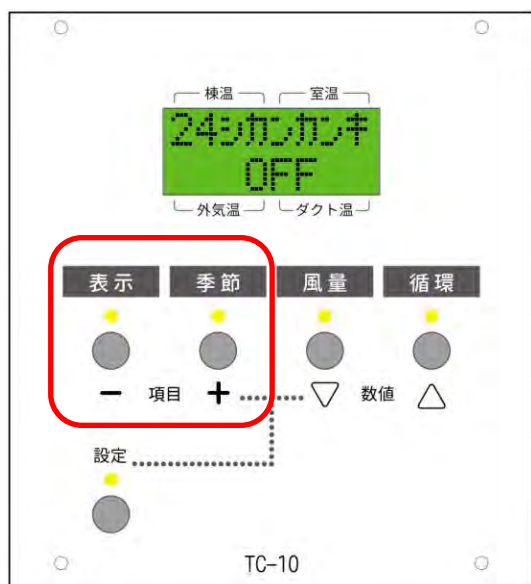 棟温 室温
24シカンカンキ
OFF
外気温 ダクト温
表示 季節 風量 循環
− 項目 + ▽ 数値 △
設定
TC-10